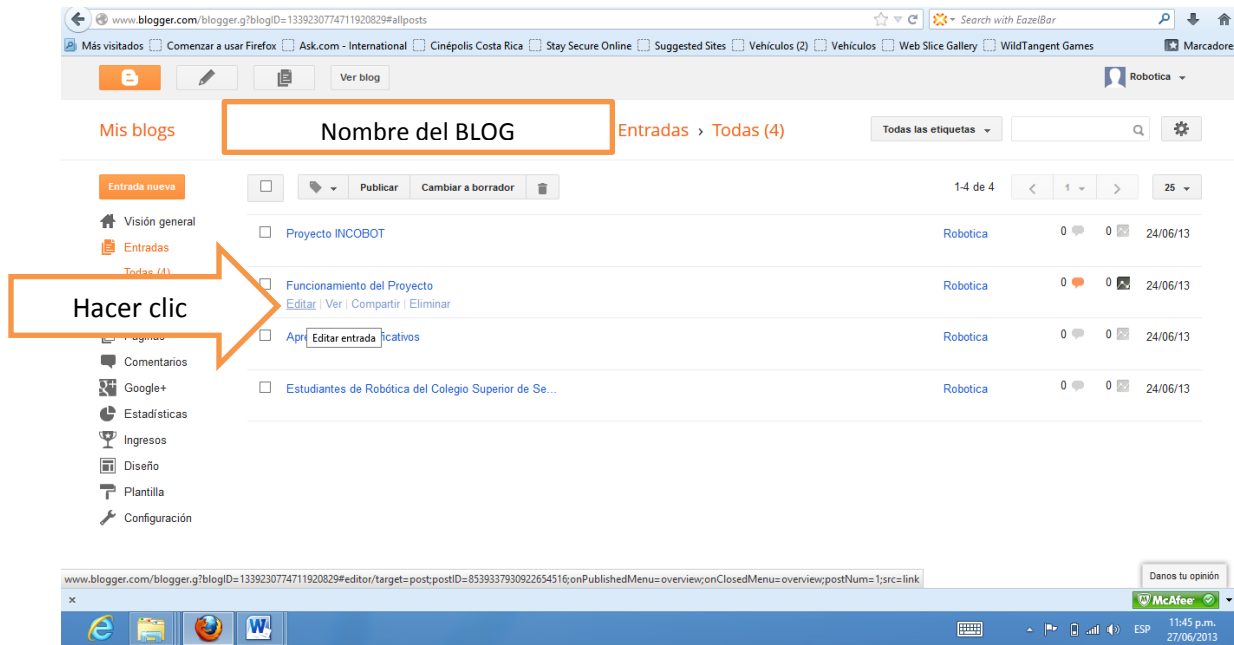 www.blogger.com/blogger.g?blogID=1339230774711920829#allposts
Search with EazelBar
Más visitados Comenzar a usar Firefox Ask.com - International Cinépolis Costa Rica Stay Secure Online Suggested Sites Vehículos (2) Vehículos Web Slice Gallery WildTangent Games Marcadore
Ver blog
Robotica
Mis blogs
Nombre del BLOG
Entradas › Todas (4)
Todas las etiquetas
Entrada nueva
Publicar Cambiar a borrador
1-4 de 4
1
25
Visión general
Entradas
Todas (4)
Hacer clic
Comentarios
Google+
Estadísticas
Ingresos
Diseño
Plantilla
Configuración
Proyecto INCOBOT Robotica 0 0 24/06/13
Funcionamiento del Proyecto Robotica 0 0 24/06/13
Editar | Ver | Compartir | Eliminar
Editar entrada
Robotica 0 0 24/06/13
Estudiantes de Robótica del Colegio Superior de Se... Robotica 0 0 24/06/13
www.blogger.com/blogger.g?blogID=1339230774711920829#editor/target=post;postID=8539337930922654516;onPublishedMenu=overview;onClosedMenu=overview;postNum=1;src=link
Danos tu opinión
x
McAfee
ESP
11:45 p.m.
27/06/2013